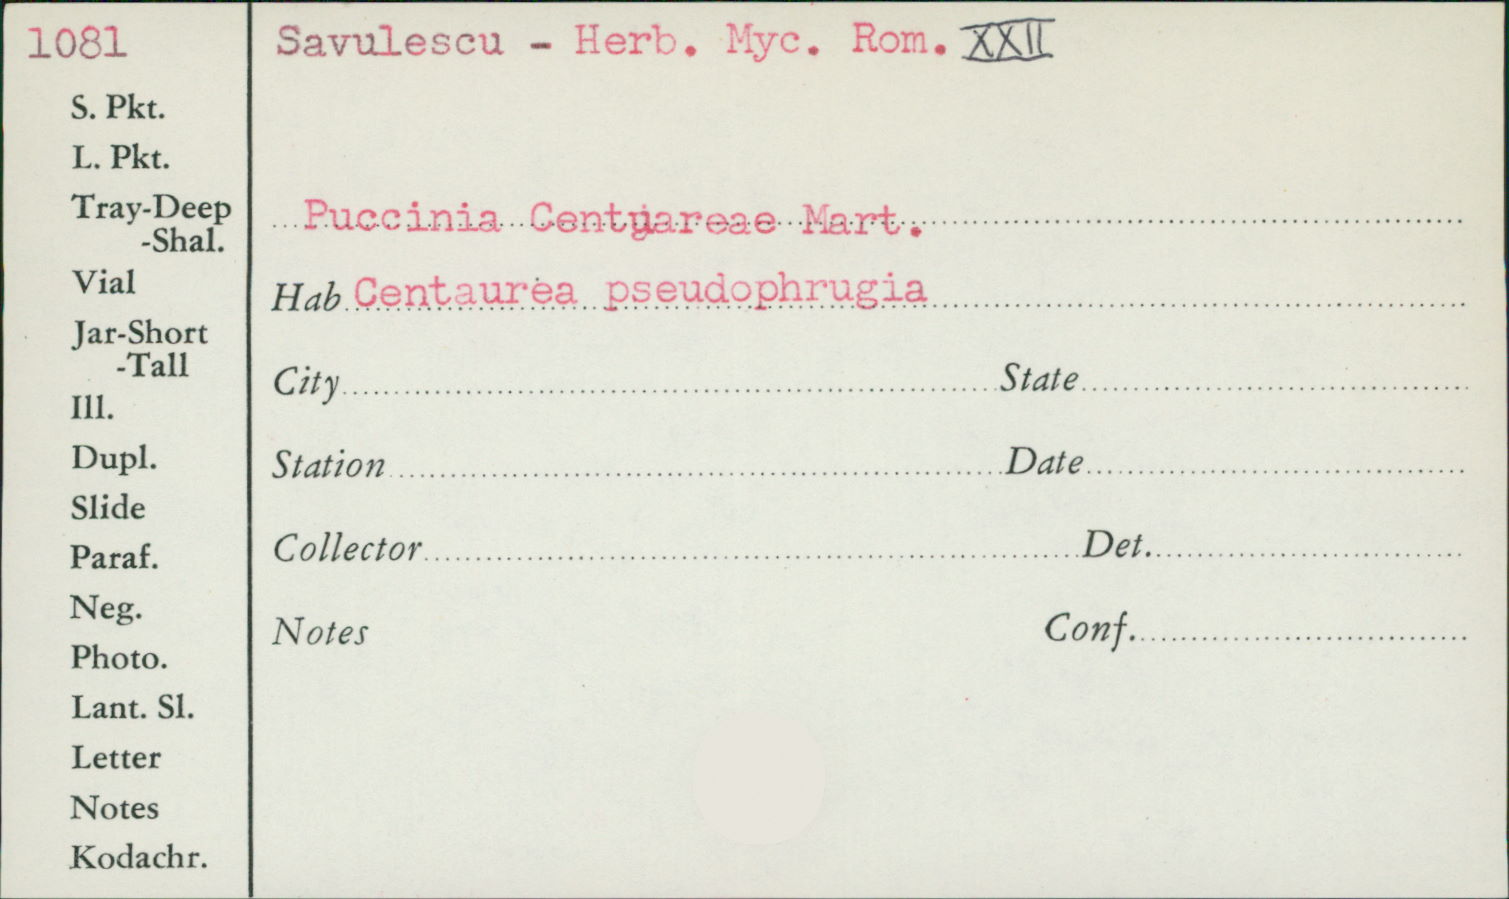 1081
Savulescu - Herb. Myc. Rom. XXII
S. Pkt.
L. Pkt.
Tray-Deep
-Shal.
Vial
Jar-Short
-Tall
Ill.
Dupl.
Slide
Paraf.
Neg.
Photo.
Lant. Sl.
Letter
Notes
Kodachr.
Puccinia Centuareae Mart.
Hab Centaurea pseudophrugia
City State
Station Date
Collector Det.
Notes Conf.